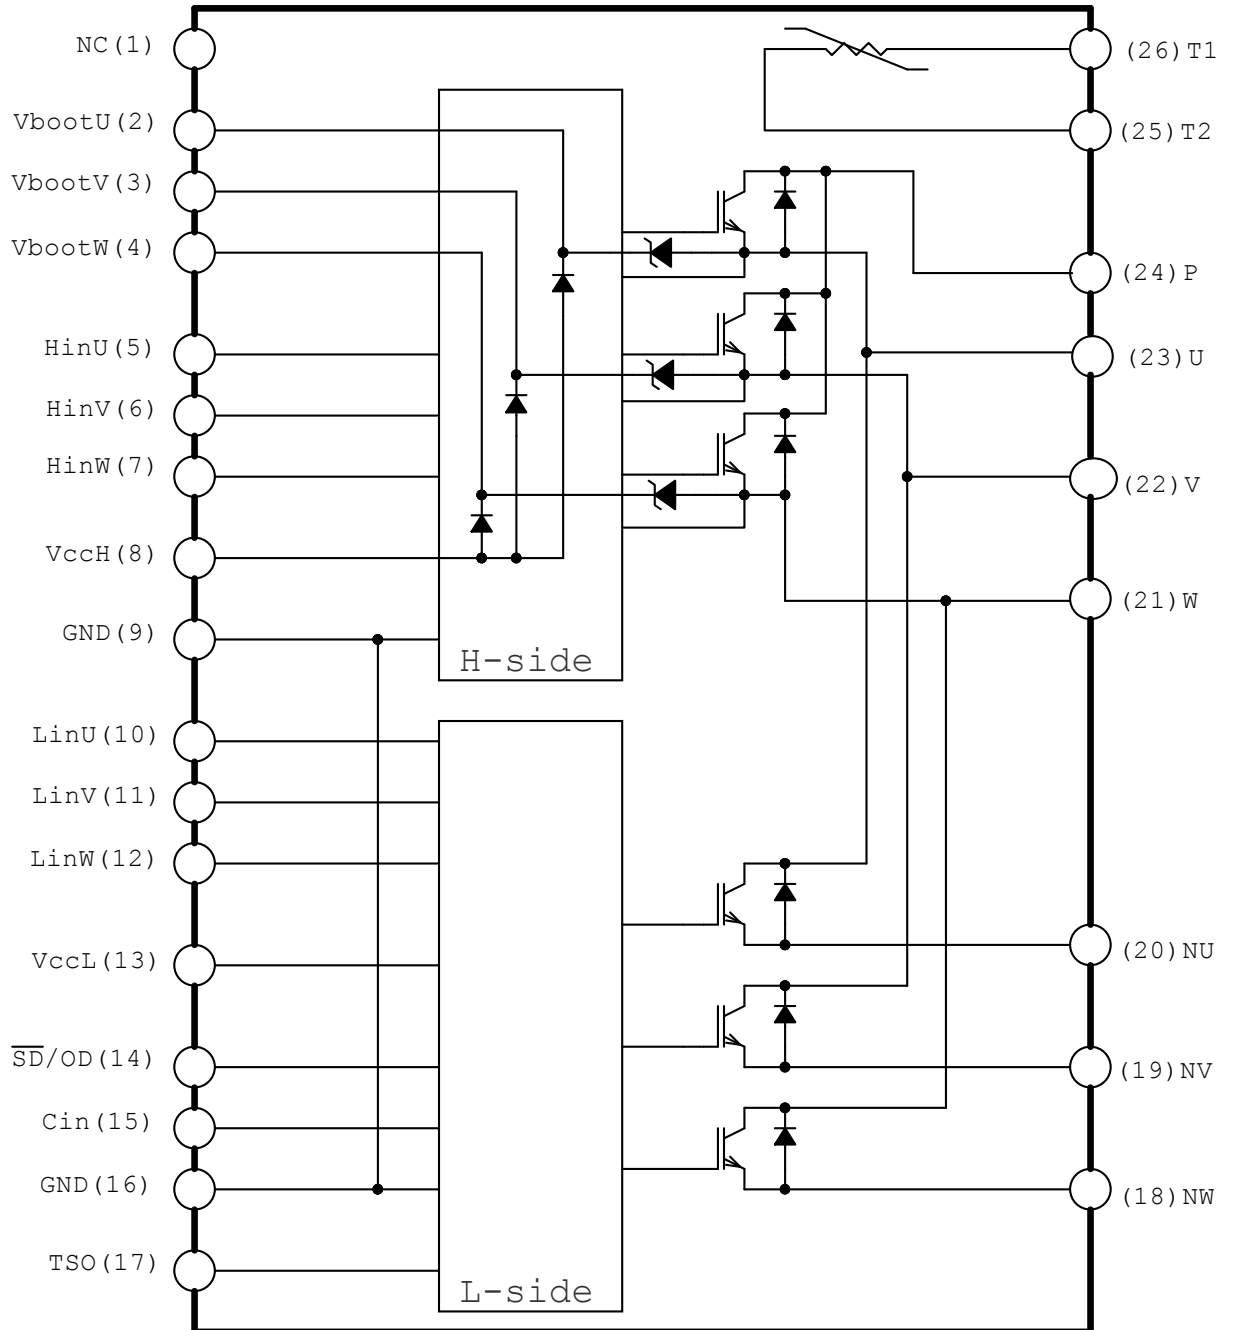 NC(1)
VbootU(2)
VbootV(3)
VbootW(4)
HinU(5)
HinV(6)
HinW(7)
VccH(8)
GND(9)
LinU(10)
LinV(11)
LinW(12)
VccL(13)
S̅D̅/OD(14)
Cin(15)
GND(16)
TSO(17)
H-side
L-side
(26)T1
(25)T2
(24)P
(23)U
(22)V
(21)W
(20)NU
(19)NV
(18)NW